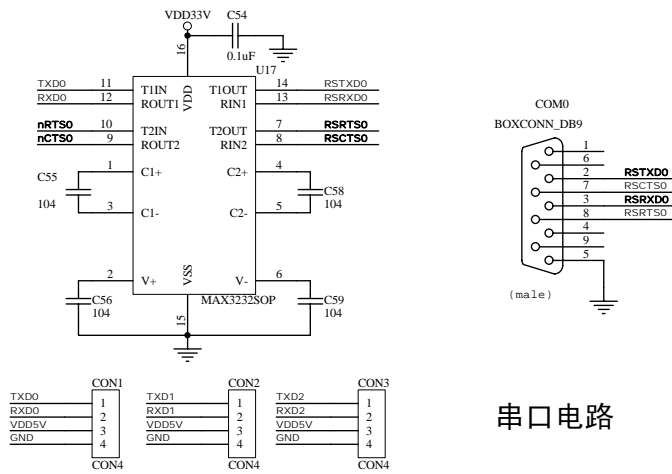 VDD33V
C54
0.1uF
16
U17
TXD0 11 T1IN VDD T1OUT 14 RSTXD0
RXD0 12 ROUT1 RIN1 13 RSRXD0
nRTS0 10 T2IN T2OUT 7 RSRTS0
nCTS0 9 ROUT2 RIN2 8 RSCTS0
C55 1 C1+ C2+ 4 C58
104 3 C1- C2- 5 104
2 V+ VSS V- 6
C56 C59
104 104
15
MAX3232SOP
COM0
BOXCONN_DB9
1
6
2 RSTXD0
7 RSCTS0
3 RSRXD0
8 RSRTS0
4
9
5
(male)
CON1
TXD0 1
RXD0 2
VDD5V 3
GND 4
CON4
CON2
TXD1 1
RXD1 2
VDD5V 3
GND 4
CON4
CON3
TXD2 1
RXD2 2
VDD5V 3
GND 4
CON4
串口电路